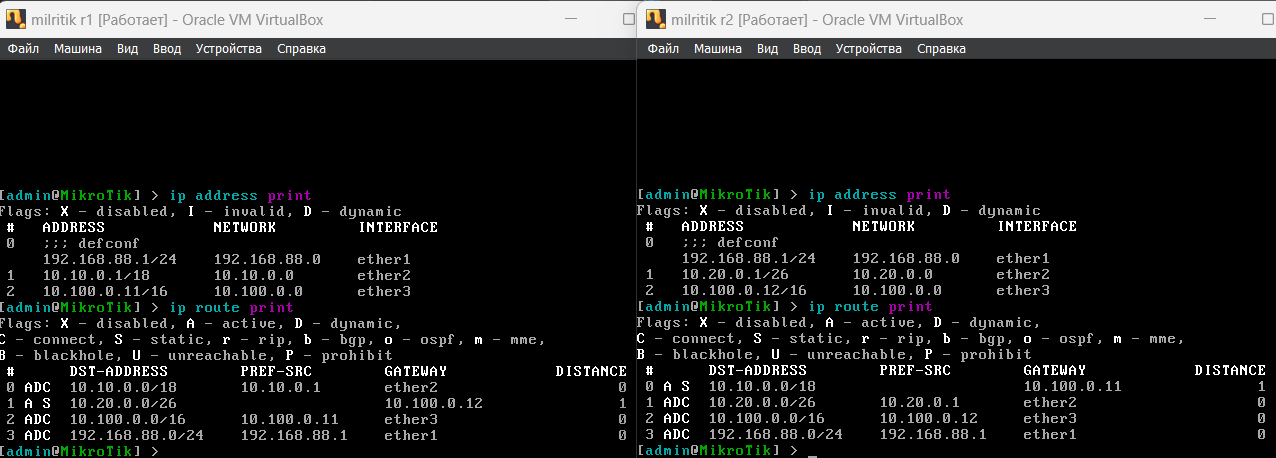 milritik r1 [Работает] - Oracle VM VirtualBox
Файл Машина Вид Ввод Устройства Справка
[admin@MikroTik] > ip address print
Flags: X - disabled, I - invalid, D - dynamic
# ADDRESS NETWORK INTERFACE
0 ;;; defconf
192.168.88.1/24 192.168.88.0 ether1
1 10.10.0.1/18 10.10.0.0 ether2
2 10.100.0.11/16 10.100.0.0 ether3
[admin@MikroTik] > ip route print
Flags: X - disabled, A - active, D - dynamic,
C - connect, S - static, r - rip, b - bgp, o - ospf, m - mme,
B - blackhole, U - unreachable, P - prohibit
# DST-ADDRESS PREF-SRC GATEWAY DISTANCE
0 ADC 10.10.0.0/18 10.10.0.1 ether2 0
1 A S 10.20.0.0/26 10.100.0.12 1
2 ADC 10.100.0.0/16 10.100.0.11 ether3 0
3 ADC 192.168.88.0/24 192.168.88.1 ether1 0
[admin@MikroTik] >
milritik r2 [Работает] - Oracle VM VirtualBox
Файл Машина Вид Ввод Устройства Справка
[admin@MikroTik] > ip address print
Flags: X - disabled, I - invalid, D - dynamic
# ADDRESS NETWORK INTERFACE
0 ;;; defconf
192.168.88.1/24 192.168.88.0 ether1
1 10.20.0.1/26 10.20.0.0 ether2
2 10.100.0.12/16 10.100.0.0 ether3
[admin@MikroTik] > ip route print
Flags: X - disabled, A - active, D - dynamic,
C - connect, S - static, r - rip, b - bgp, o - ospf, m - mme,
B - blackhole, U - unreachable, P - prohibit
# DST-ADDRESS PREF-SRC GATEWAY DISTANCE
0 A S 10.10.0.0/18 10.100.0.11 1
1 ADC 10.20.0.0/26 10.20.0.1 ether2 0
2 ADC 10.100.0.0/16 10.100.0.12 ether3 0
3 ADC 192.168.88.0/24 192.168.88.1 ether1 0
[admin@MikroTik] > _